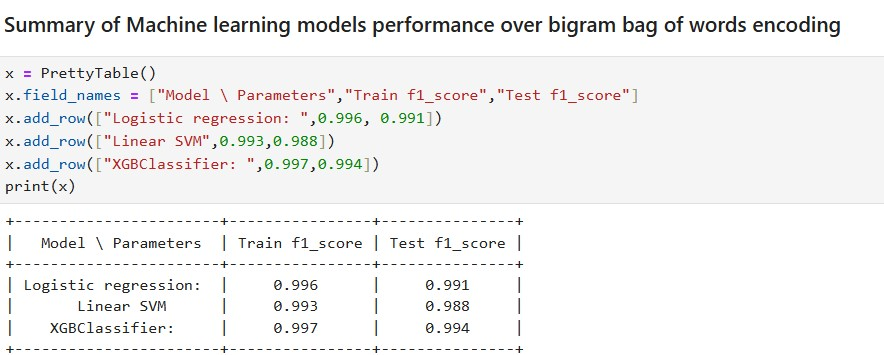 Summary of Machine learning models performance over bigram bag of words encoding
x = PrettyTable()
x.field_names = ["Model \ Parameters","Train f1_score","Test f1_score"]
x.add_row(["Logistic regression: ",0.996, 0.991])
x.add_row(["Linear SVM",0.993,0.988])
x.add_row(["XGBClassifier: ",0.997,0.994])
print(x)
+-----------------------+----------------+---------------+
|   Model \ Parameters  | Train f1_score | Test f1_score |
+-----------------------+----------------+---------------+
| Logistic regression:  |     0.996      |     0.991     |
|       Linear SVM      |     0.993      |     0.988     |
|    XGBClassifier:     |     0.997      |     0.994     |
+-----------------------+----------------+---------------+